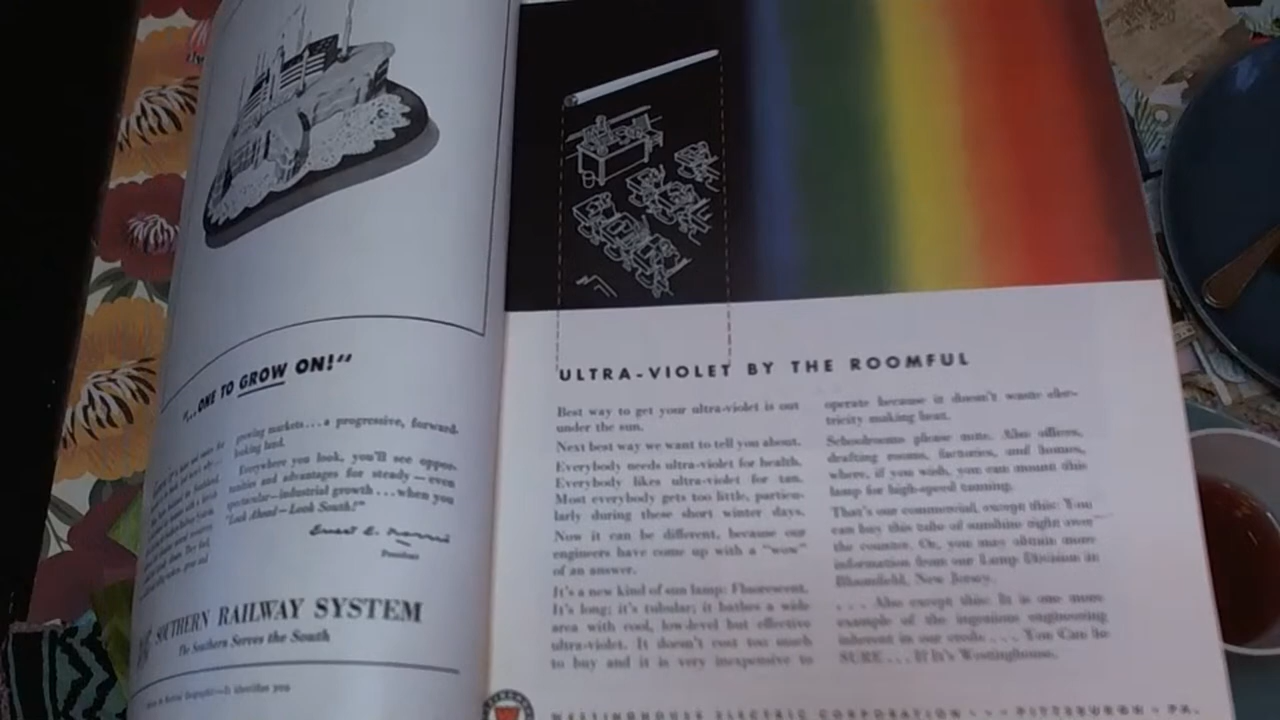 "...ONE TO GROW ON!"
growing markets...a progressive, forward-
looking land.
Everywhere you look, you'll see oppor-
tunities and advantages for steady — even
spectacular—industrial growth...when you
"Look Ahead—Look South!"
Ernest E. Norris
President
SOUTHERN RAILWAY SYSTEM
The Southern Serves the South
ULTRA-VIOLET BY THE ROOMFUL
Best way to get your ultra-violet is out
under the sun.
Next best way we want to tell you about.
Everybody needs ultra-violet for health.
Everybody likes ultra-violet for tan.
Most everybody gets too little, particu-
larly during these short winter days.
Now it can be different, because our
engineers have come up with a "wow"
of an answer.
It's a new kind of sun lamp: Fluorescent.
It's long; it's tubular; it bathes a wide
area with cool, low-level but effective
ultra-violet. It doesn't cost too much
to buy and it is very inexpensive to
operate because it doesn't waste elec-
tricity making heat.
Schoolrooms please note. Also offices,
drafting rooms, factories, and homes,
where, if you wish, you can mount this
lamp for high-speed tanning.
That's our commercial, except this: You
can buy this tube of sunshine right over
the counter. Or, you may obtain more
information from our Lamp Division in
Bloomfield, New Jersey.
. . . Also except this: It is one more
example of the ingenious engineering
inherent in our credo . . . You Can be
SURE . . . If It's Westinghouse.
WESTINGHOUSE ELECTRIC CORPORATION • • • PITTSBURGH • PA.